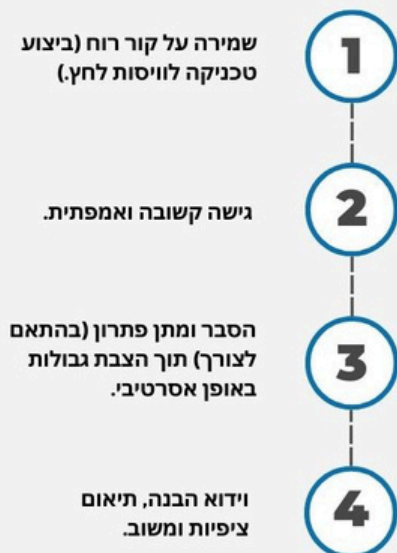 1
שמירה על קור רוח (ביצוע
טכניקה לוויסות לחץ.)
2
גישה קשובה ואמפתית.
3
הסבר ומתן פתרון (בהתאם
לצורך) תוך הצבת גבולות
באופן אסרטיבי.
4
וידוא הבנה, תיאום
ציפיות ומשוב.